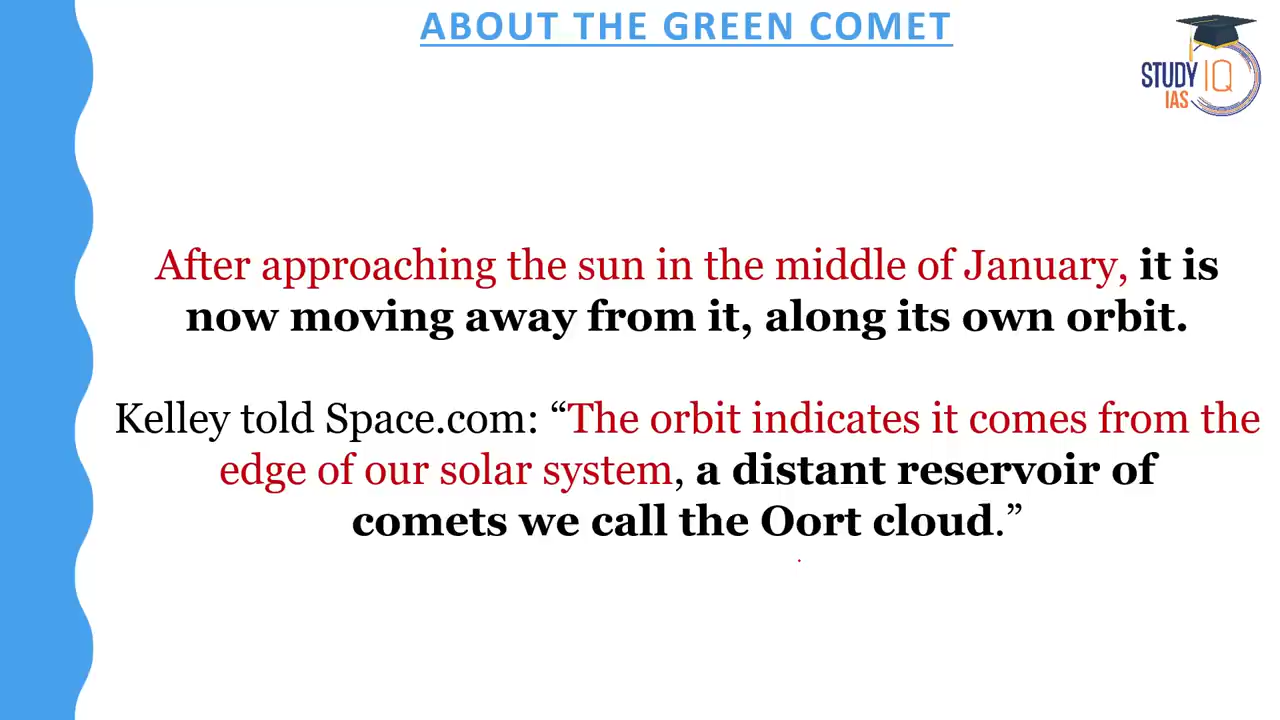 ABOUT THE GREEN COMET
STUDY IQ
IAS
After approaching the sun in the middle of January, it is
now moving away from it, along its own orbit.
Kelley told Space.com: “The orbit indicates it comes from the
edge of our solar system, a distant reservoir of
comets we call the Oort cloud.”